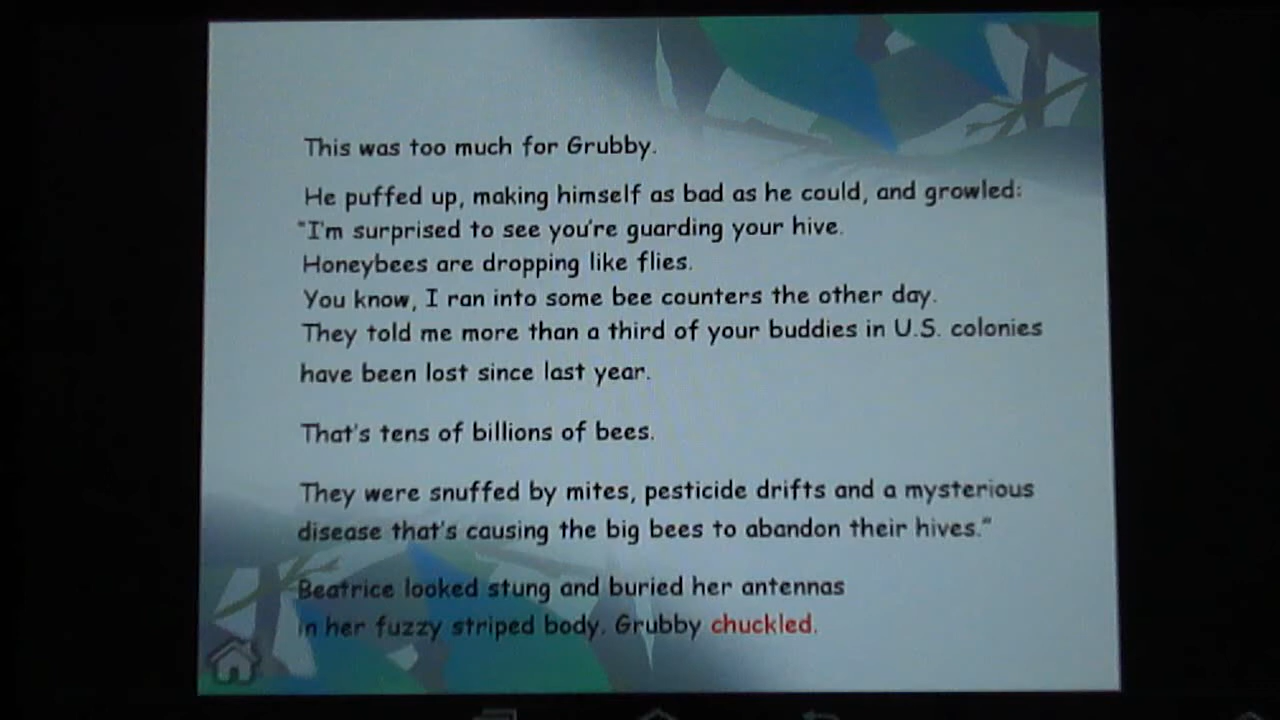 This was too much for Grubby.
He puffed up, making himself as bad as he could, and growled:
"I'm surprised to see you're guarding your hive.
Honeybees are dropping like flies.
You know, I ran into some bee counters the other day.
They told me more than a third of your buddies in U.S. colonies
have been lost since last year.
That's tens of billions of bees.
They were snuffed by mites, pesticide drifts and a mysterious
disease that's causing the big bees to abandon their hives."
Beatrice looked stung and buried her antennas
in her fuzzy striped body. Grubby chuckled.